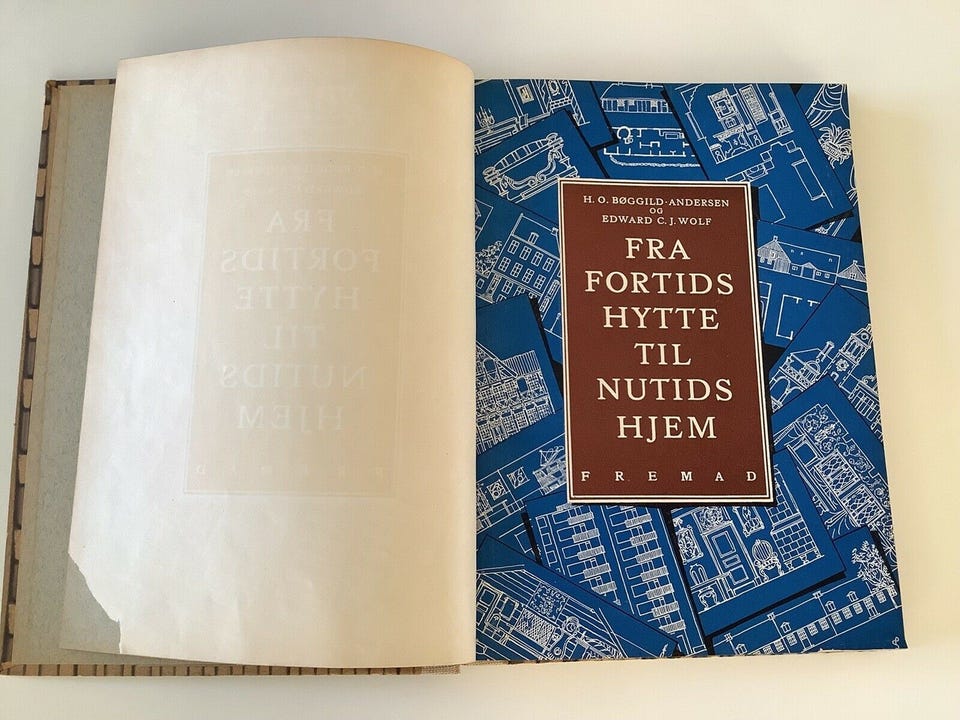 H. O. BØGGILD-ANDERSEN
OG
EDWARD C. J. WOLF
FRA
FORTIDS
HYTTE
TIL
NUTIDS
HJEM
FREMAD